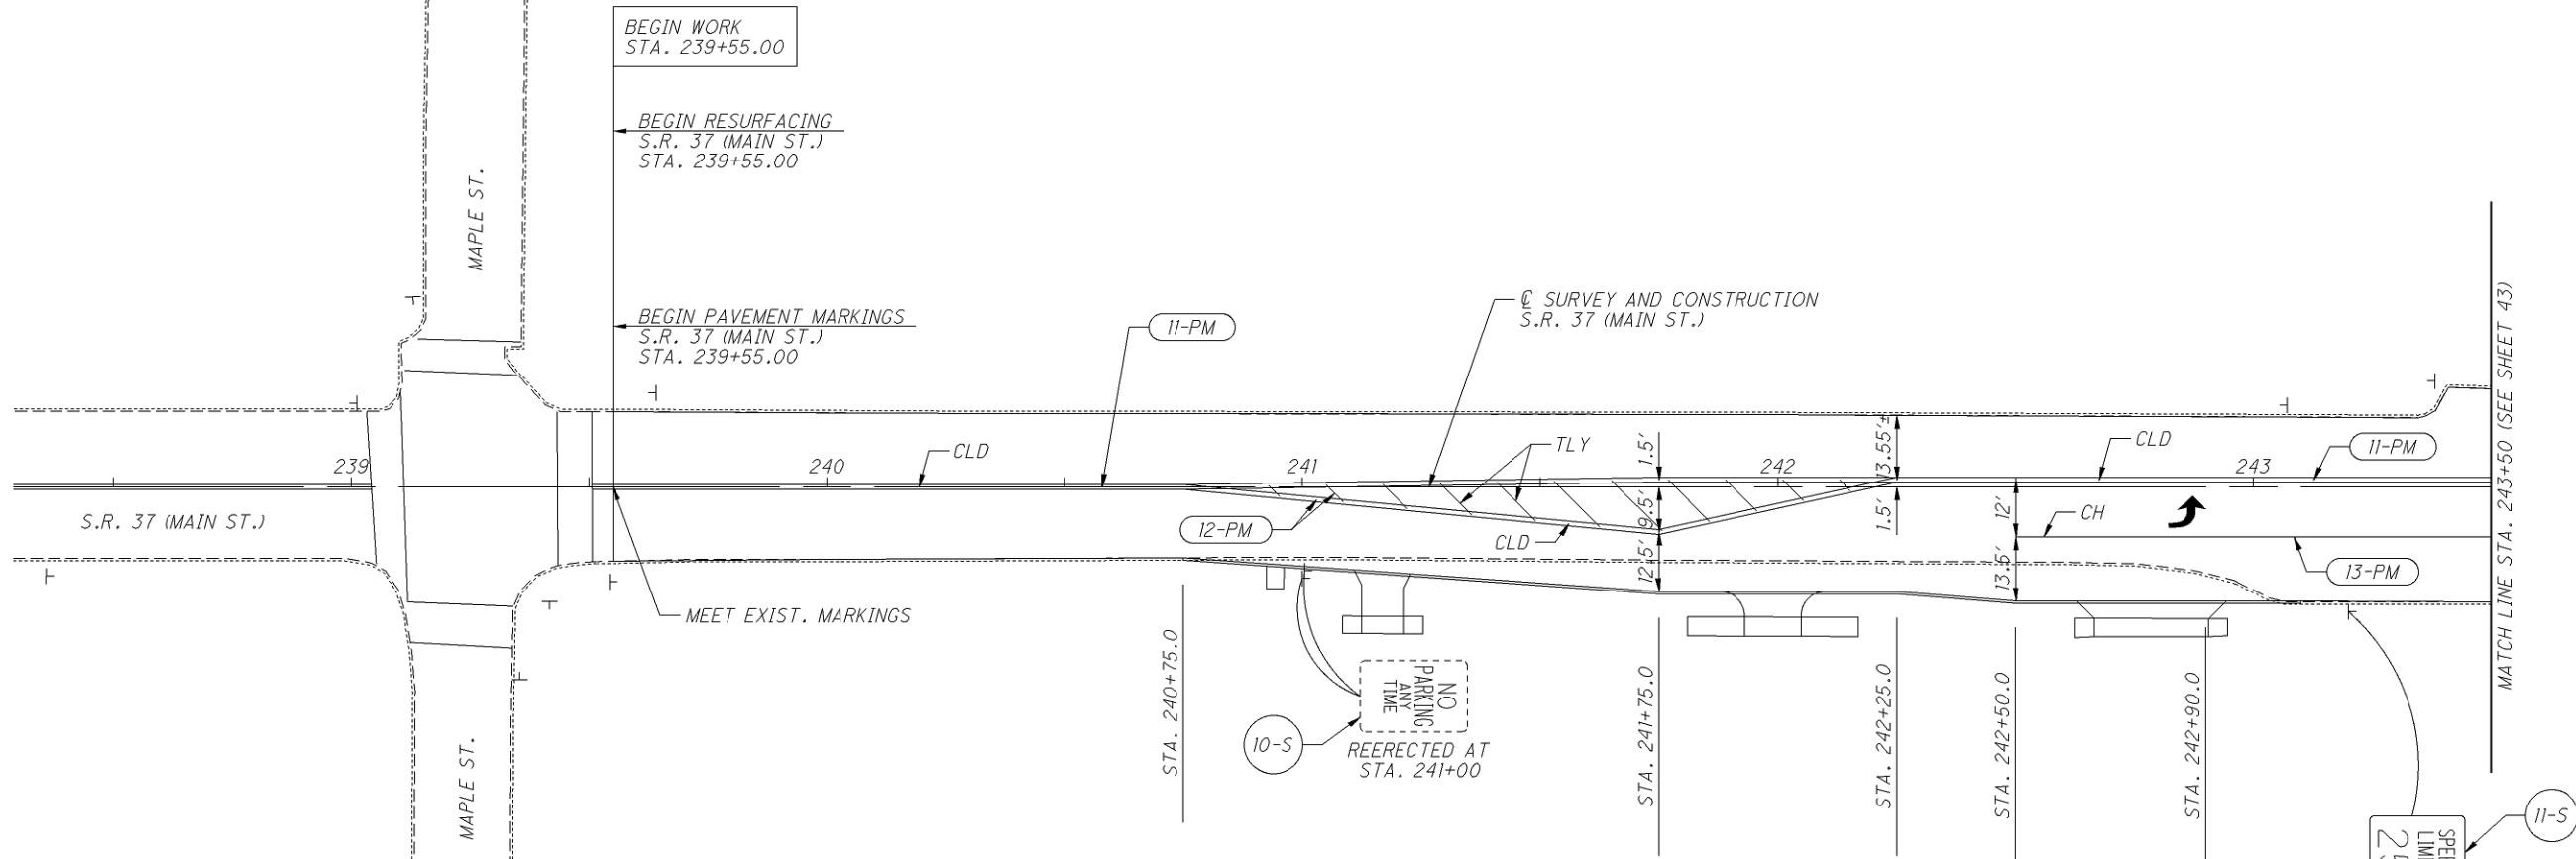 BEGIN WORK
STA. 239+55.00
BEGIN RESURFACING
S.R. 37 (MAIN ST.)
STA. 239+55.00
MAPLE ST.
BEGIN PAVEMENT MARKINGS
S.R. 37 (MAIN ST.)
STA. 239+55.00
11-PM
℄ SURVEY AND CONSTRUCTION
S.R. 37 (MAIN ST.)
MATCH LINE STA. 243+50 (SEE SHEET 43)
239
240
CLD
241
TLY
1.5'
242
13.55'±
CLD
243
11-PM
S.R. 37 (MAIN ST.)
12-PM
CLD
9.5'
12.5'
1.5'
12'
13.5'
CH
13-PM
MEET EXIST. MARKINGS
STA. 240+75.0
NO
PARKING
ANY
TIME
10-S
REERECTED AT
STA. 241+00
STA. 241+75.0
STA. 242+25.0
STA. 242+50.0
STA. 242+90.0
MAPLE ST.
11-S